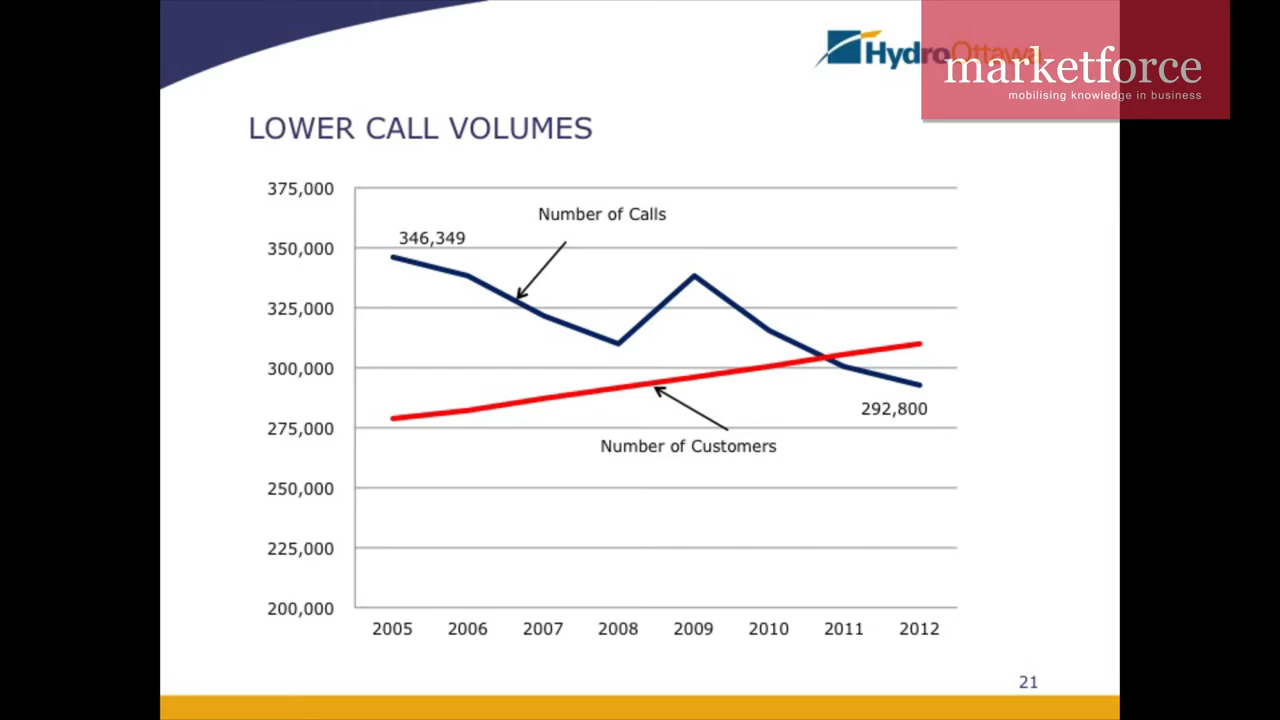 HydroOttawa
marketforce
mobilising knowledge in business
LOWER CALL VOLUMES
375,000
Number of Calls
346,349
350,000
325,000
300,000
292,800
275,000
Number of Customers
250,000
225,000
200,000
2005 2006 2007 2008 2009 2010 2011 2012
21